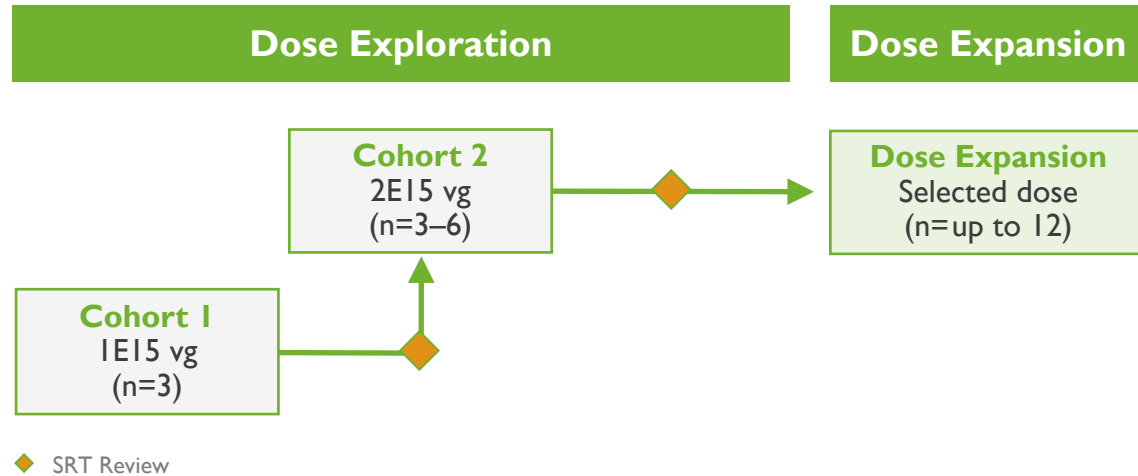 Dose Exploration
Dose Expansion
Cohort 2
2E15 vg
(n=3–6)
Dose Expansion
Selected dose
(n=up to 12)
Cohort 1
1E15 vg
(n=3)
SRT Review